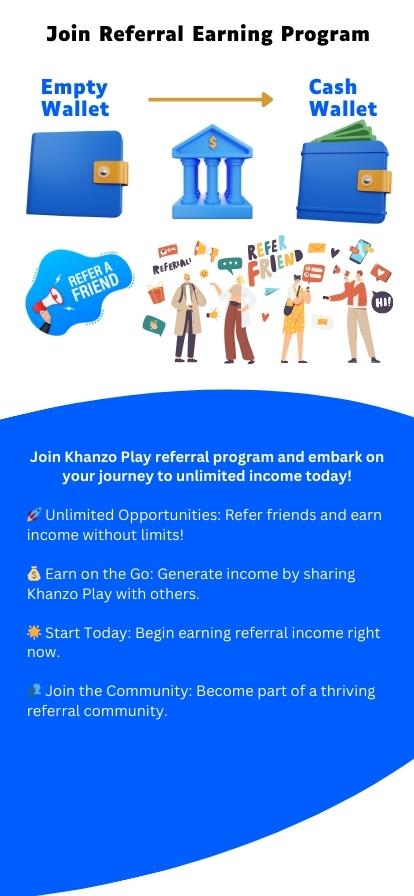 Join Referral Earning Program
Empty
Wallet
Cash
Wallet
$
REFER A
FRIEND
REFERRAL!
REFER
FRIEND
HI!
Join Khanzo Play referral program and embark on
your journey to unlimited income today!
🚀 Unlimited Opportunities: Refer friends and earn
income without limits!
💰 Earn on the Go: Generate income by sharing
Khanzo Play with others.
🌟 Start Today: Begin earning referral income right
now.
👥 Join the Community: Become part of a thriving
referral community.